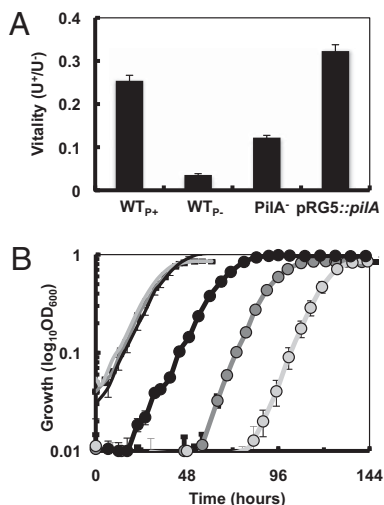 A
Vitality (U+/U-)
0.4
0.3
0.2
0.1
0
WTP+
WTP-
PilA-
pRG5::pilA
B
Growth (log10OD600)
1
0.1
0.01
0
48
96
144
Time (hours)